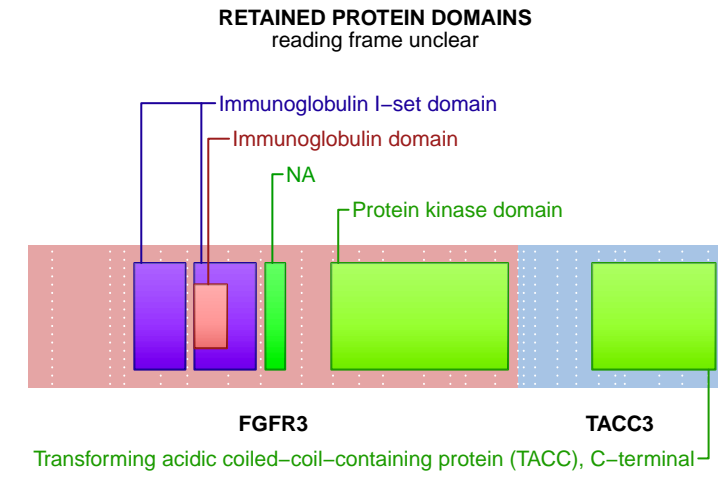 RETAINED PROTEIN DOMAINS
reading frame unclear
Immunoglobulin I−set domain
Immunoglobulin domain
NA
Protein kinase domain
FGFR3
TACC3
Transforming acidic coiled−coil−containing protein (TACC), C−terminal